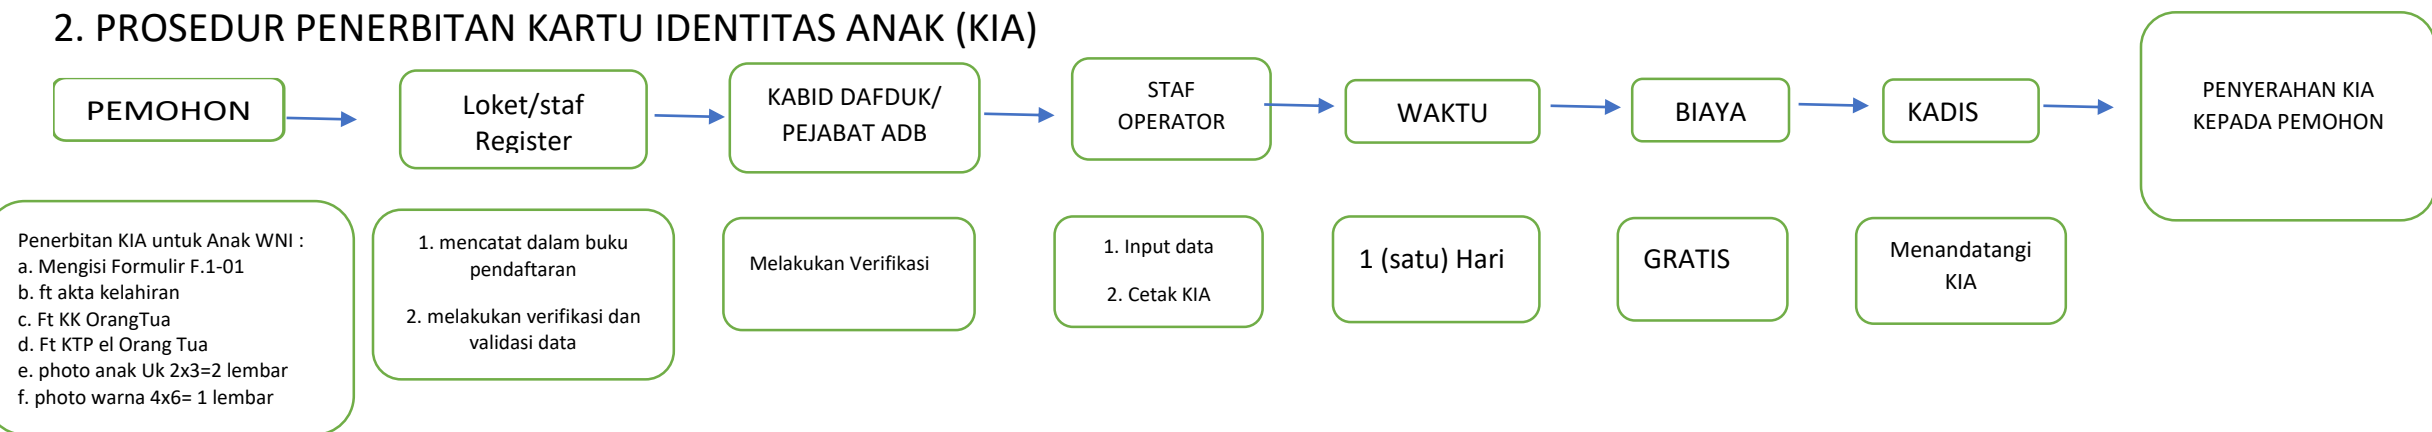 2. PROSEDUR PENERBITAN KARTU IDENTITAS ANAK (KIA)
PEMOHON
Loket/staf
Register
KABID DAFDUK/
PEJABAT ADB
STAF
OPERATOR
WAKTU
BIAYA
KADIS
PENYERAHAN KIA
KEPADA PEMOHON
Penerbitan KIA untuk Anak WNI :
a. Mengisi Formulir F.1-01
b. ft akta kelahiran
c. Ft KK OrangTua
d. Ft KTP el Orang Tua
e. photo anak Uk 2x3=2 lembar
f. photo warna 4x6= 1 lembar
1. mencatat dalam buku
pendaftaran
2. melakukan verifikasi dan
validasi data
Melakukan Verifikasi
1. Input data
2. Cetak KIA
1 (satu) Hari
GRATIS
Menandatangi
KIA